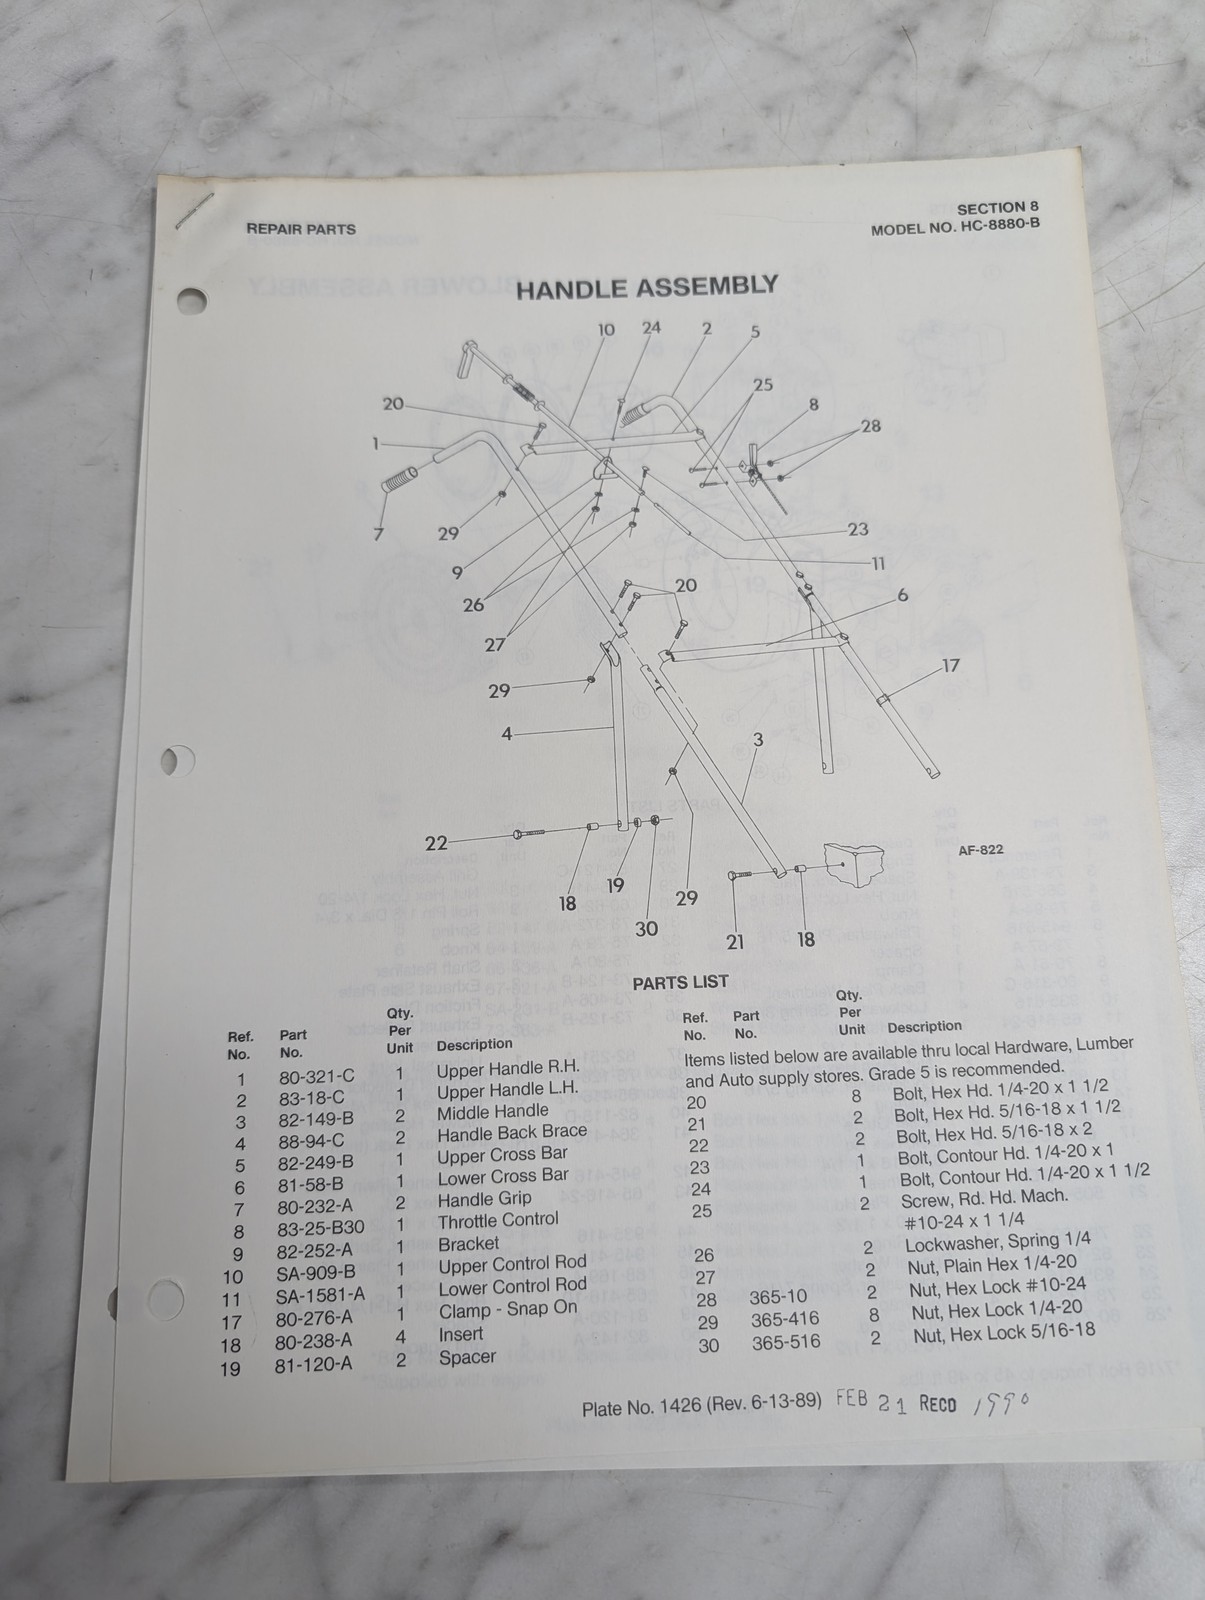 REPAIR PARTS
SECTION 8
MODEL NO. HC-8880-B
HANDLE ASSEMBLY
10 24 2 5
25
20 8
28
1
7 29 23
9 11
26 20 6
27
29 17
4 3
22 AF-822
19 29
18
30 21 18
PARTS LIST
Ref. No. Part No. Qty. Per Unit Description
1 80-321-C 1 Upper Handle R.H.
2 83-18-C 1 Upper Handle L.H.
3 82-149-B 2 Middle Handle
4 88-94-C 2 Handle Back Brace
5 82-249-B 1 Upper Cross Bar
6 81-58-B 1 Lower Cross Bar
7 80-232-A 2 Handle Grip
8 83-25-B30 1 Throttle Control
9 82-252-A 1 Bracket
10 SA-909-B 1 Upper Control Rod
11 SA-1581-A 1 Lower Control Rod
17 80-276-A 1 Clamp - Snap On
18 80-238-A 4 Insert
19 81-120-A 2 Spacer
Ref. No. Part No. Qty. Per Unit Description
Items listed below are available thru local Hardware, Lumber
and Auto supply stores. Grade 5 is recommended.
20 8 Bolt, Hex Hd. 1/4-20 x 1 1/2
21 2 Bolt, Hex Hd. 5/16-18 x 1 1/2
22 2 Bolt, Hex Hd. 5/16-18 x 2
23 1 Bolt, Contour Hd. 1/4-20 x 1
24 1 Bolt, Contour Hd. 1/4-20 x 1 1/2
25 2 Screw, Rd. Hd. Mach.
#10-24 x 1 1/4
26 2 Lockwasher, Spring 1/4
27 2 Nut, Plain Hex 1/4-20
28 365-10 2 Nut, Hex Lock #10-24
29 365-416 8 Nut, Hex Lock 1/4-20
30 365-516 2 Nut, Hex Lock 5/16-18
Plate No. 1426 (Rev. 6-13-89) FEB 21 RECD 1990